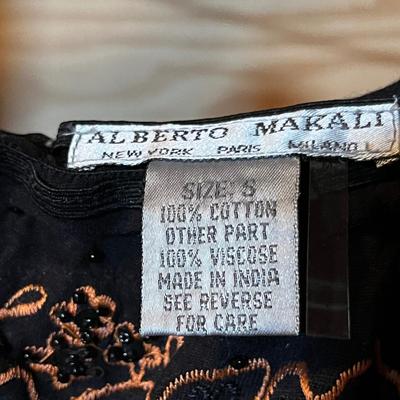 ALBERTO MAKALI
NEW YORK PARIS MILANO
SIZE: S
100% COTTON
OTHER PART
100% VISCOSE
MADE IN INDIA
SEE REVERSE
FOR CARE